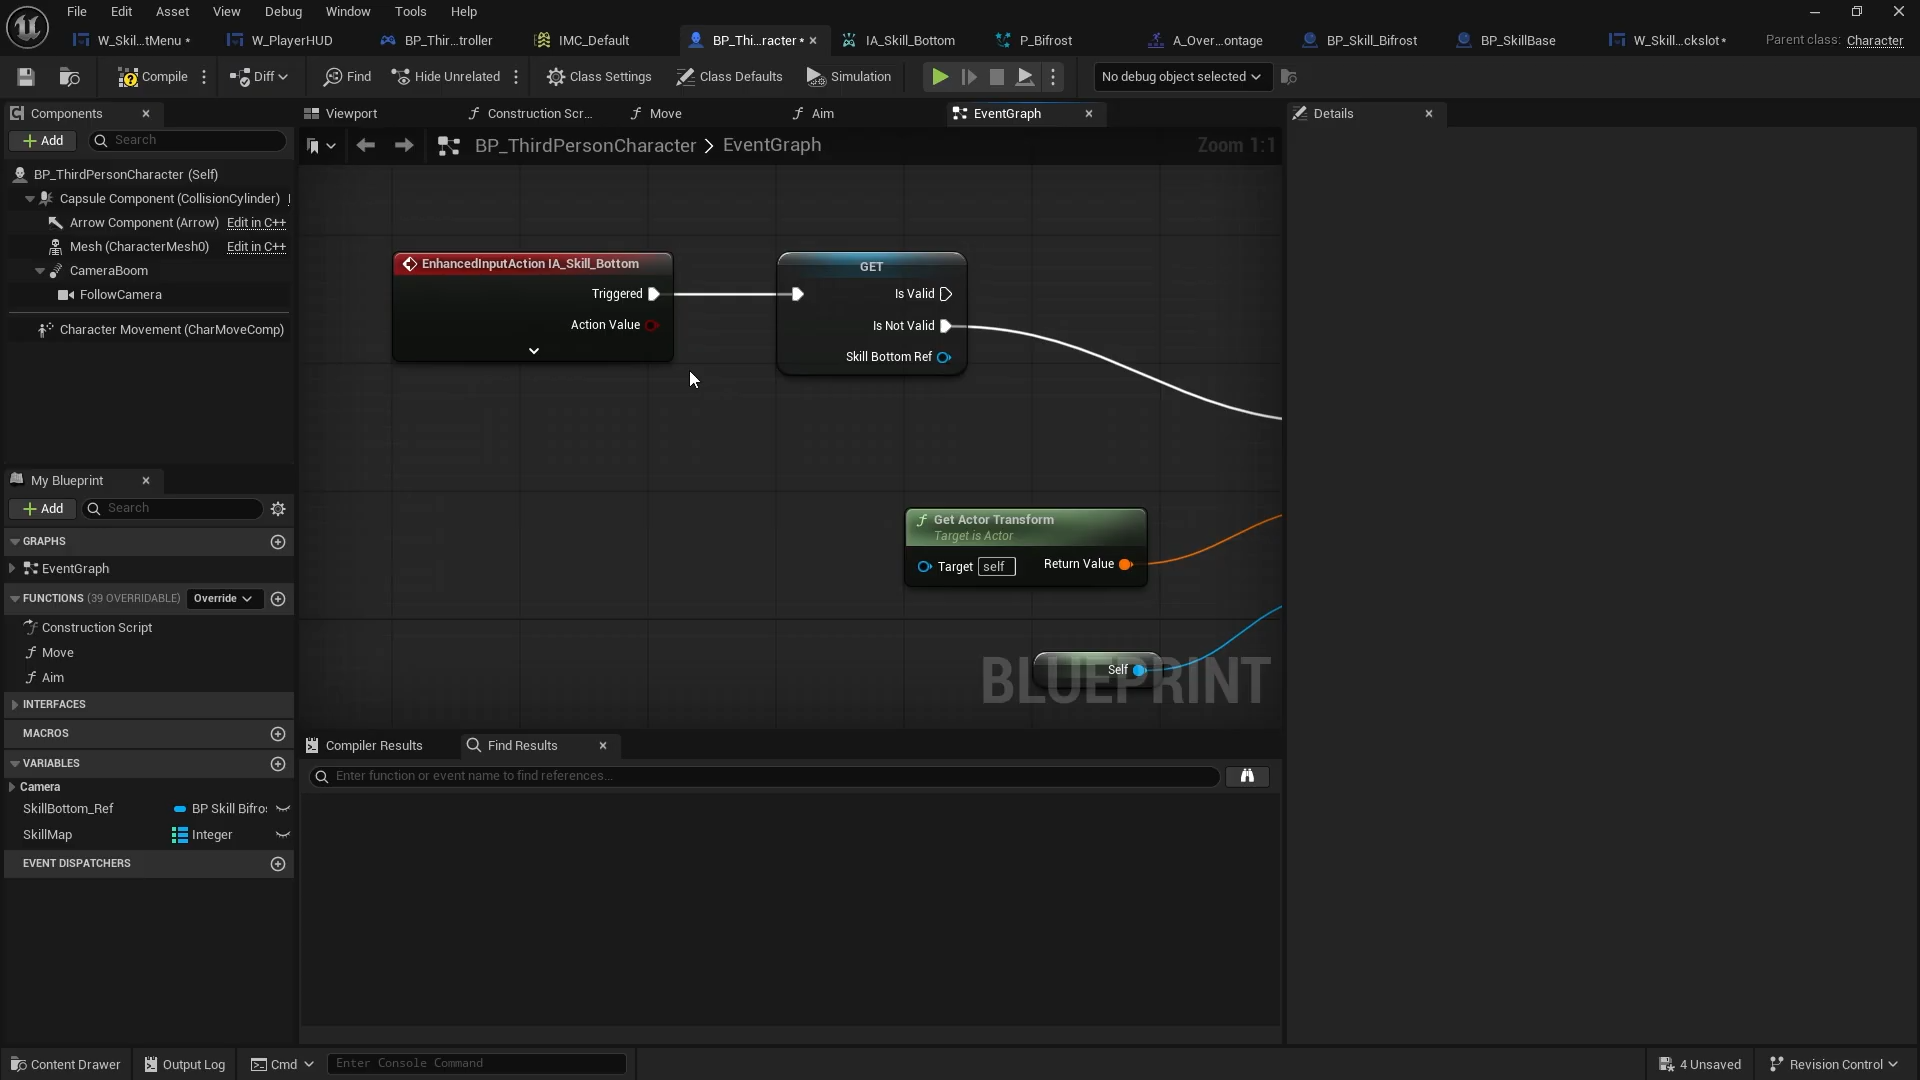 File Edit Asset View Debug Window Tools Help
W_Skil...tMenu * W_PlayerHUD BP_Thir...troller IMC_Default BP_Thi...racter * IA_Skill_Bottom P_Bifrost A_Over...ontage BP_Skill_Bifrost BP_SkillBase W_Skill...ckslot* Parent class: Character
Compile Diff Find Hide Unrelated Class Settings Class Defaults Simulation No debug object selected
Components
Viewport Construction Scr... Move Aim EventGraph
Details
Add Search
BP_ThirdPersonCharacter > EventGraph Zoom 1:1
BP_ThirdPersonCharacter (Self)
Capsule Component (CollisionCylinder)
Arrow Component (Arrow) Edit in C++
Mesh (CharacterMesh0) Edit in C++
CameraBoom
FollowCamera
Character Movement (CharMoveComp)
EnhancedInputAction IA_Skill_Bottom
Triggered
Action Value
GET
Is Valid
Is Not Valid
Skill Bottom Ref
Get Actor Transform
Target is Actor
Target self Return Value
Self
BLUEPRINT
My Blueprint
Add Search
GRAPHS
EventGraph
FUNCTIONS (39 OVERRIDABLE) Override
Construction Script
Move
Aim
INTERFACES
MACROS
VARIABLES
Camera
SkillBottom_Ref BP Skill Bifro
SkillMap Integer
EVENT DISPATCHERS
Compiler Results Find Results
Enter function or event name to find references...
Content Drawer Output Log Cmd Enter Console Command 4 Unsaved Revision Control